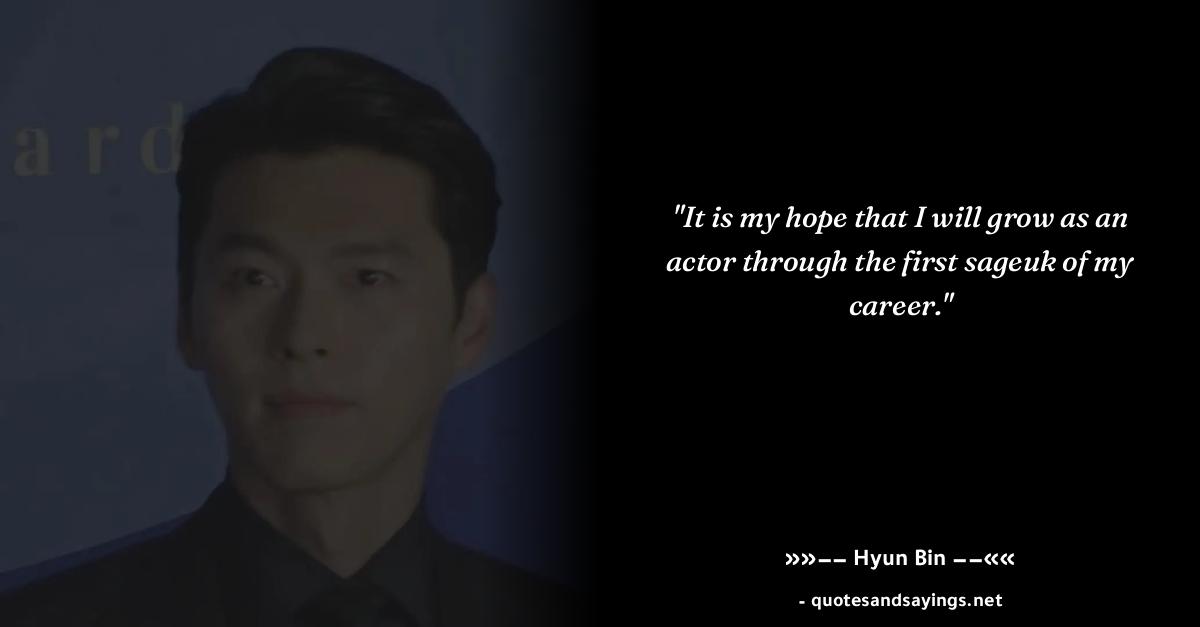 ard
"It is my hope that I will grow as an
actor through the first sageuk of my
career."
»»−− Hyun Bin −−««
- quotesandsayings.net